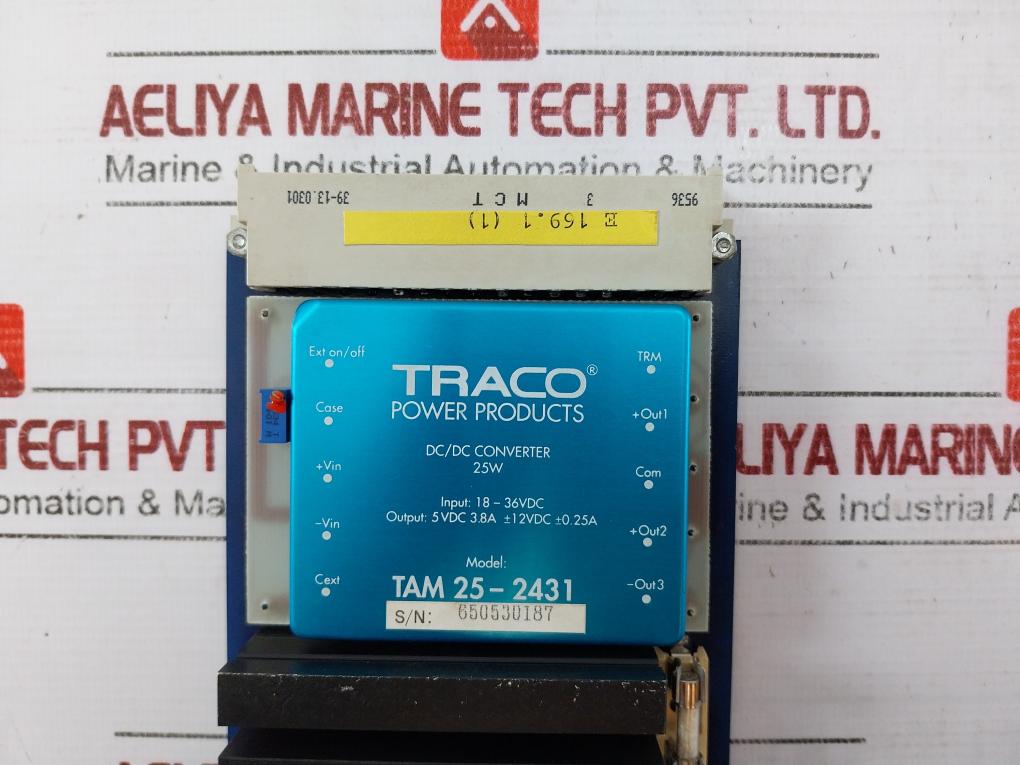 AELIYA MARINE TECH PVT. LTD.
Marine & Industrial Automation & Machinery
39-13.0301 MCT 3 9536
E 169.1 (1)
Ext on/off
Case
+Vin
−Vin
Cext
TRACO®
POWER PRODUCTS
DC/DC CONVERTER
25W
Input: 18 – 36VDC
Output: 5VDC 3.8A ±12VDC ±0.25A
Model:
TAM 25 – 2431
S/N: 650530187
TRM
+Out1
Com
+Out2
−Out3
TECH PVT
omation & Ma
LIYA MARIN
ine & Industrial A